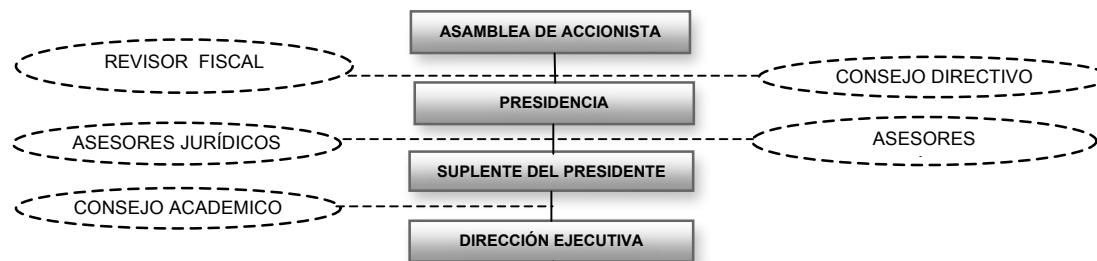 ASAMBLEA DE ACCIONISTA
REVISOR FISCAL
CONSEJO DIRECTIVO
PRESIDENCIA
ASESORES JURÍDICOS
ASESORES
SUPLENTE DEL PRESIDENTE
CONSEJO ACADEMICO
DIRECCIÓN EJECUTIVA